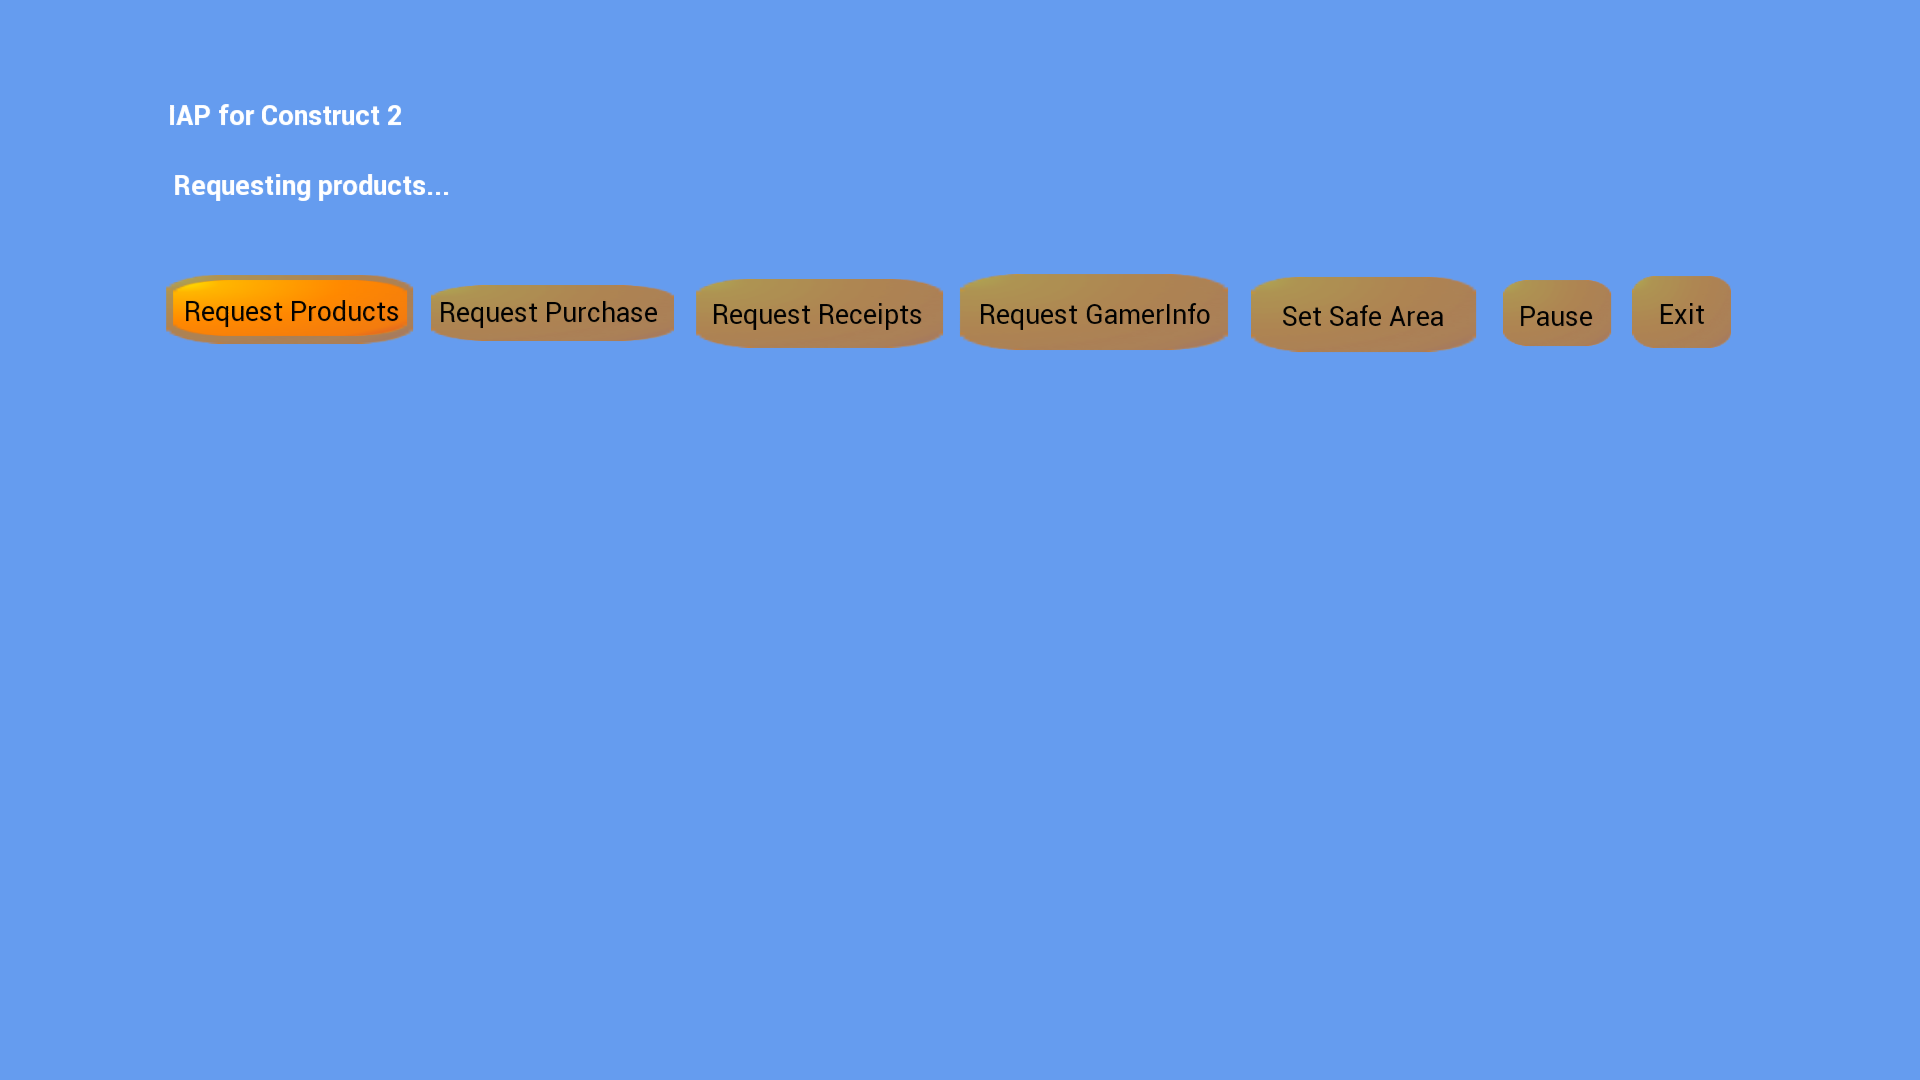 IAP for Construct 2
Requesting products...
Request Products Request Purchase Request Receipts Request GamerInfo Set Safe Area Pause Exit